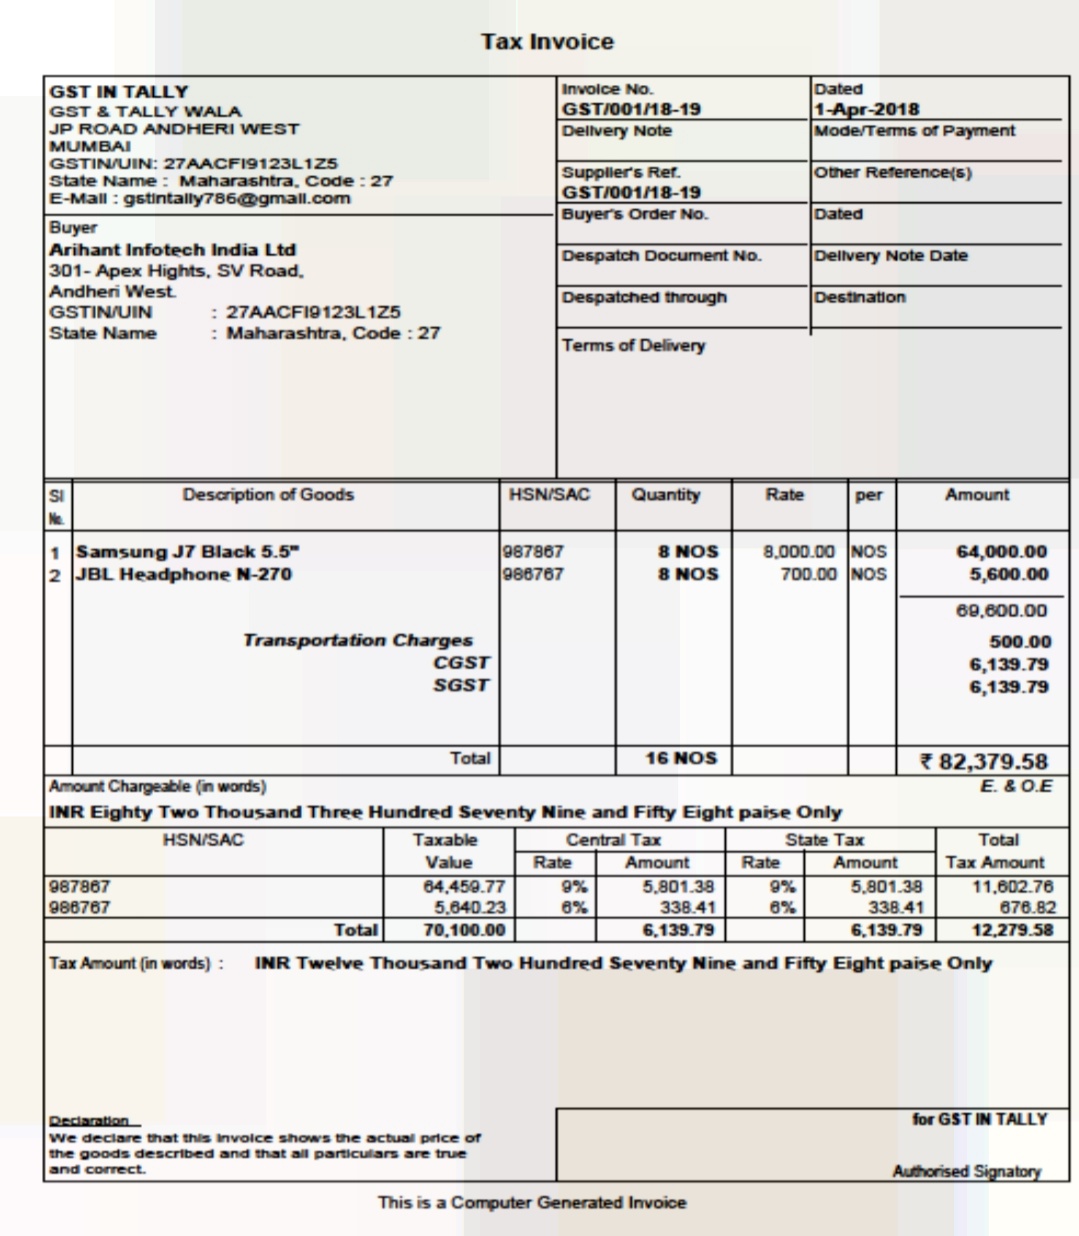 Tax Invoice
GST IN TALLY
GST & TALLY WALA
JP ROAD ANDHERI WEST
MUMBAI
GSTIN/UIN: 27AACFI9123L1Z5
State Name : Maharashtra, Code : 27
E-Mail : gstintally786@gmail.com
Buyer
Arihant Infotech India Ltd
301- Apex Hights, SV Road,
Andheri West.
GSTIN/UIN : 27AACFI9123L1Z5
State Name : Maharashtra, Code : 27
Invoice No. Dated
GST/001/18-19 1-Apr-2018
Delivery Note Mode/Terms of Payment
Supplier's Ref. Other Reference(s)
GST/001/18-19
Buyer's Order No. Dated
Despatch Document No. Delivery Note Date
Despatched through Destination
Terms of Delivery
Sl Description of Goods HSN/SAC Quantity Rate per Amount
No.
1 Samsung J7 Black 5.5" 987867 8 NOS 8,000.00 NOS 64,000.00
2 JBL Headphone N-270 986767 8 NOS 700.00 NOS 5,600.00
69,600.00
Transportation Charges 500.00
CGST 6,139.79
SGST 6,139.79
Total 16 NOS ₹ 82,379.58
Amount Chargeable (in words) E. & O.E
INR Eighty Two Thousand Three Hundred Seventy Nine and Fifty Eight paise Only
HSN/SAC Taxable Central Tax State Tax Total
Value Rate Amount Rate Amount Tax Amount
987867 64,459.77 9% 5,801.38 9% 5,801.38 11,602.76
986767 5,640.23 6% 338.41 6% 338.41 676.82
Total 70,100.00 6,139.79 6,139.79 12,279.58
Tax Amount (in words) : INR Twelve Thousand Two Hundred Seventy Nine and Fifty Eight paise Only
Declaration
We declare that this invoice shows the actual price of
the goods described and that all particulars are true
and correct.
for GST IN TALLY
Authorised Signatory
This is a Computer Generated Invoice